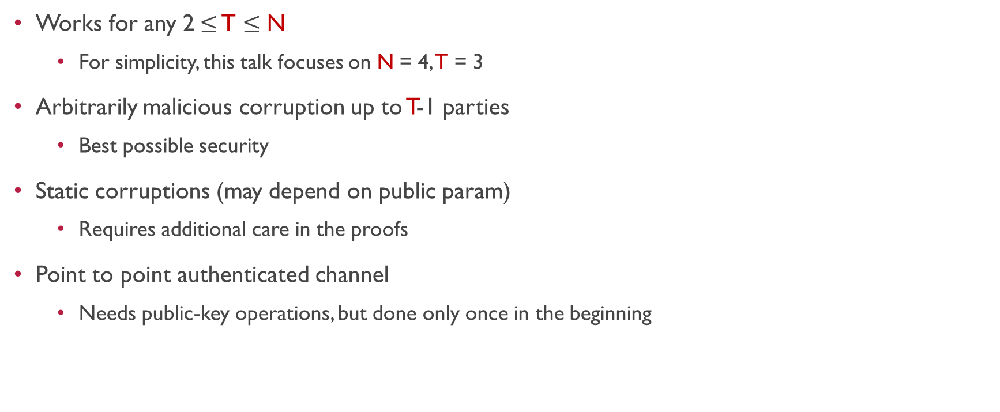 • Works for any 2 ≤ T ≤ N
• For simplicity, this talk focuses on N = 4, T = 3
• Arbitrarily malicious corruption up to T-1 parties
• Best possible security
• Static corruptions (may depend on public param)
• Requires additional care in the proofs
• Point to point authenticated channel
• Needs public-key operations, but done only once in the beginning